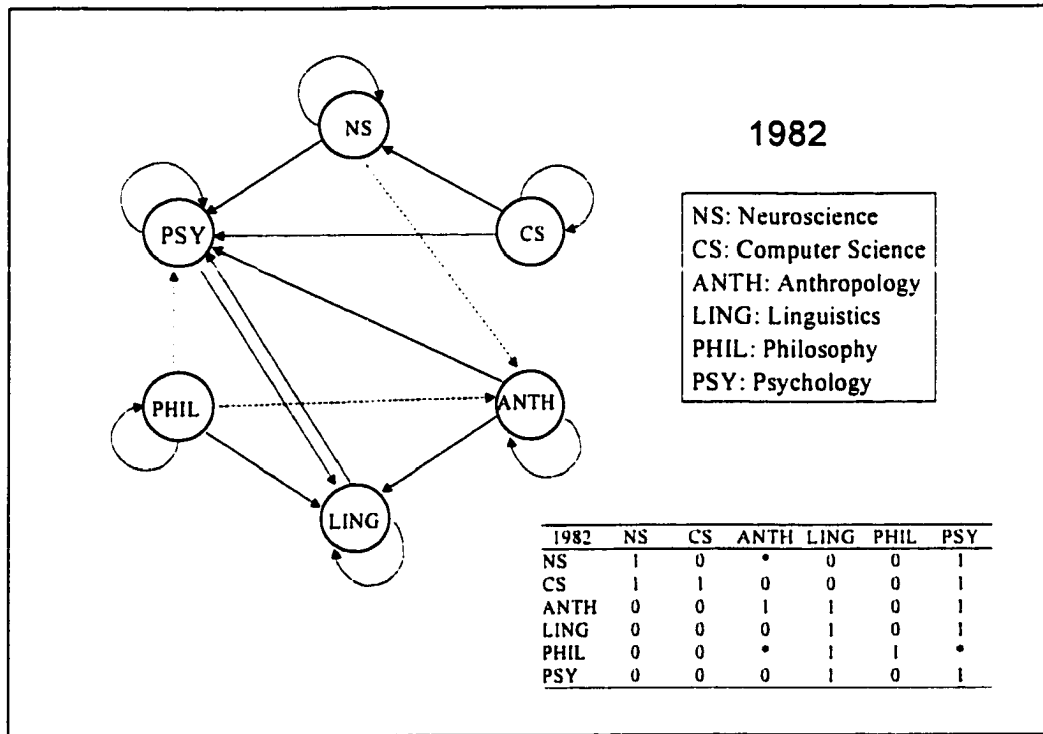 NS
1982
PSY
CS
NS: Neuroscience
CS: Computer Science
ANTH: Anthropology
LING: Linguistics
PHIL: Philosophy
PSY: Psychology
PHIL
ANTH
LING
1982 NS CS ANTH LING PHIL PSY
NS 1 0 * 0 0 1
CS 1 1 0 0 0 1
ANTH 0 0 1 1 0 1
LING 0 0 0 1 0 1
PHIL 0 0 * 1 1 *
PSY 0 0 0 1 0 1